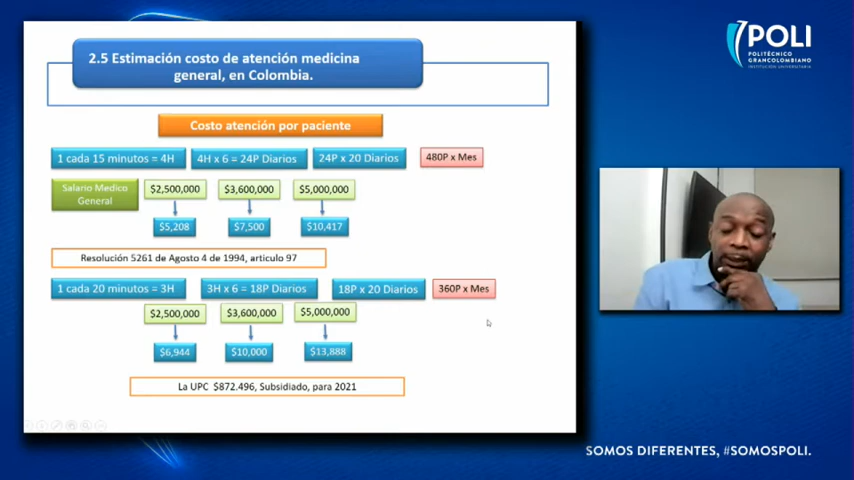 2.5 Estimación costo de atención medicina
general, en Colombia.
Costo atención por paciente
1 cada 15 minutos = 4H
4H x 6 = 24P Diarios
24P x 20 Diarios
480P x Mes
Salario Medico
General
$2,500,000
$3,600,000
$5,000,000
$5,208
$7,500
$10,417
Resolución 5261 de Agosto 4 de 1994, articulo 97
1 cada 20 minutos = 3H
3H x 6 = 18P Diarios
18P x 20 Diarios
360P x Mes
$2,500,000
$3,600,000
$5,000,000
$6,944
$10,000
$13,888
La UPC $872.496, Subsidiado, para 2021
POLI
POLITÉCNICO
GRANCOLOMBIANO
INSTITUCIÓN UNIVERSITARIA
SOMOS DIFERENTES, #SOMOSPOLI.